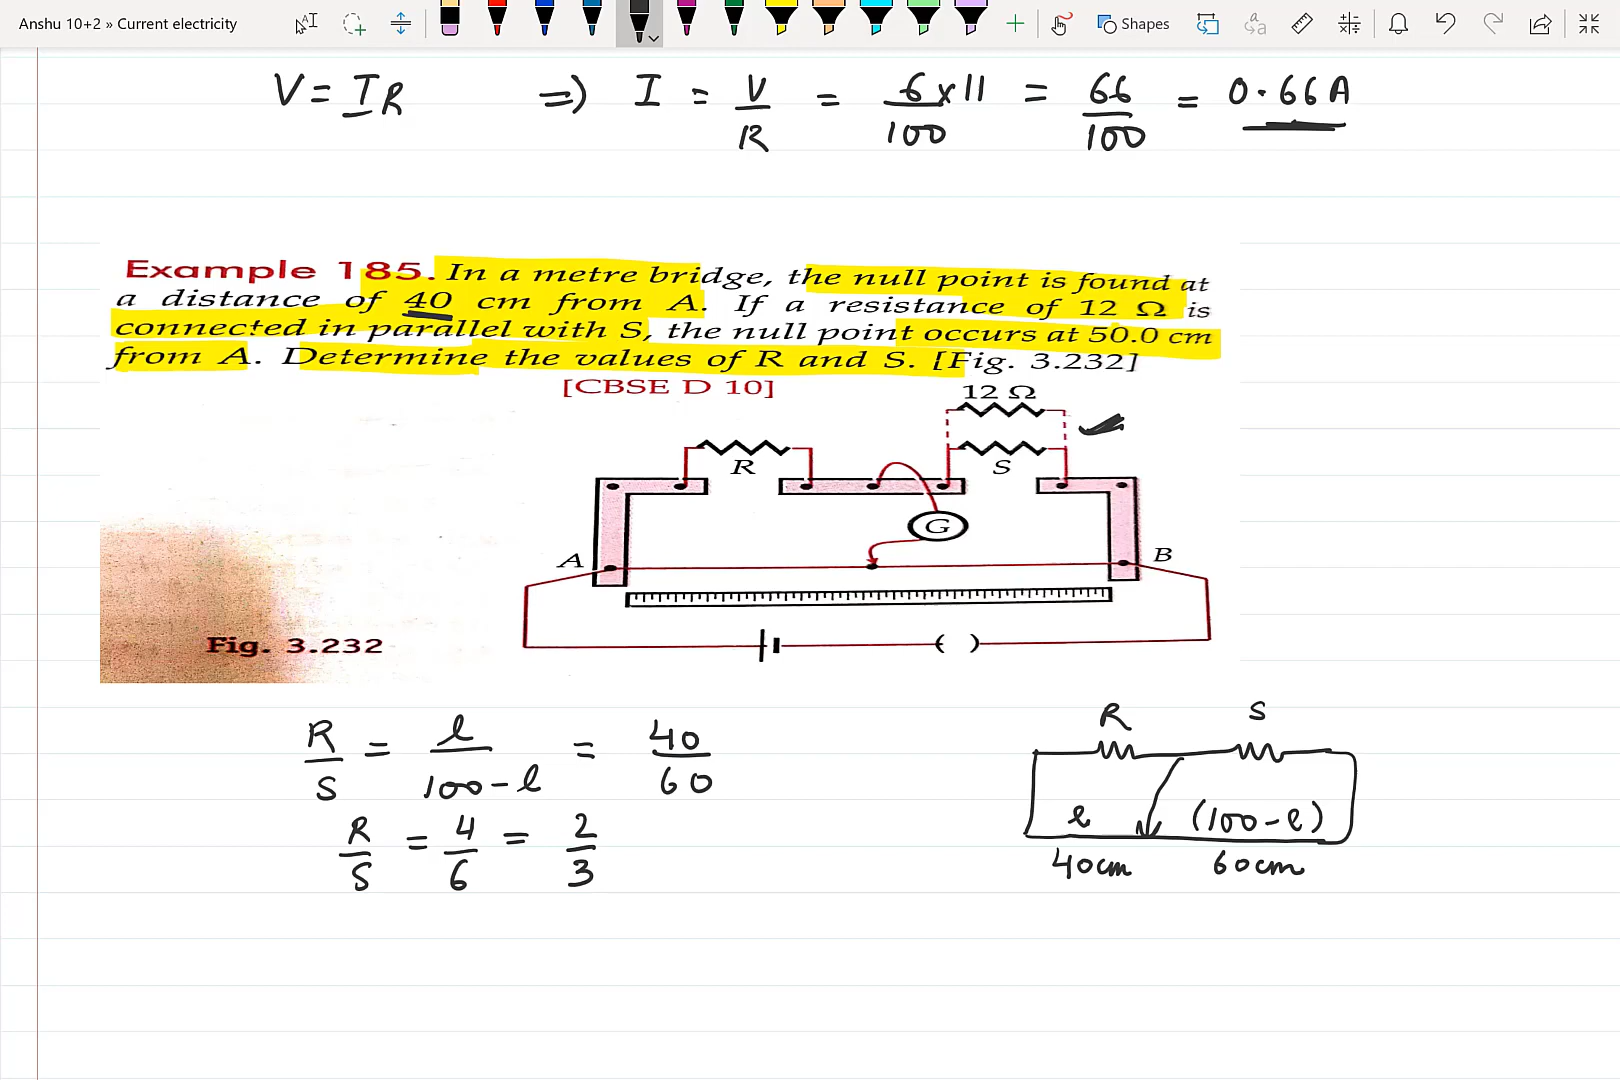 Anshu 10+2 » Current electricity
Shapes
V = IR => I = V/R = 6x11/100 = 66/100 = 0.66A
Example 185. In a metre bridge, the null point is found at
a distance of 40 cm from A. If a resistance of 12 Ω is
connected in parallel with S, the null point occurs at 50.0 cm
from A. Determine the values of R and S. [Fig. 3.232]
[CBSE D 10]
12 Ω
R
S
G
A
B
Fig. 3.232
R/S = l/100-l = 40/60
R/S = 4/6 = 2/3
R S
l (100-l)
40cm 60cm